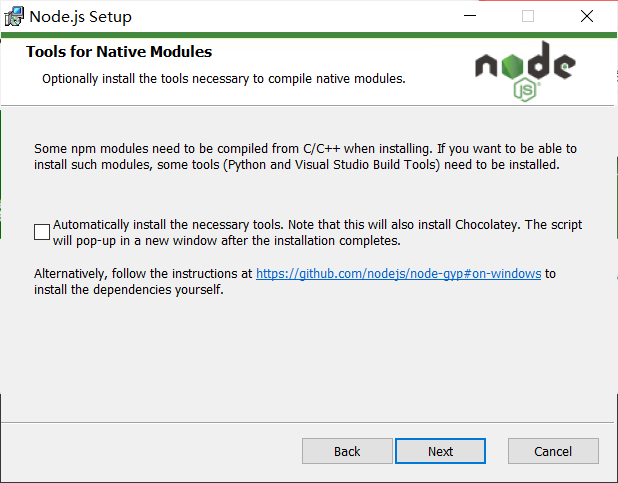 Node.js Setup
Tools for Native Modules
Optionally install the tools necessary to compile native modules.
node
JS
Some npm modules need to be compiled from C/C++ when installing. If you want to be able to
install such modules, some tools (Python and Visual Studio Build Tools) need to be installed.
Automatically install the necessary tools. Note that this will also install Chocolatey. The script
will pop-up in a new window after the installation completes.
Alternatively, follow the instructions at https://github.com/nodejs/node-gyp#on-windows to
install the dependencies yourself.
Back
Next
Cancel